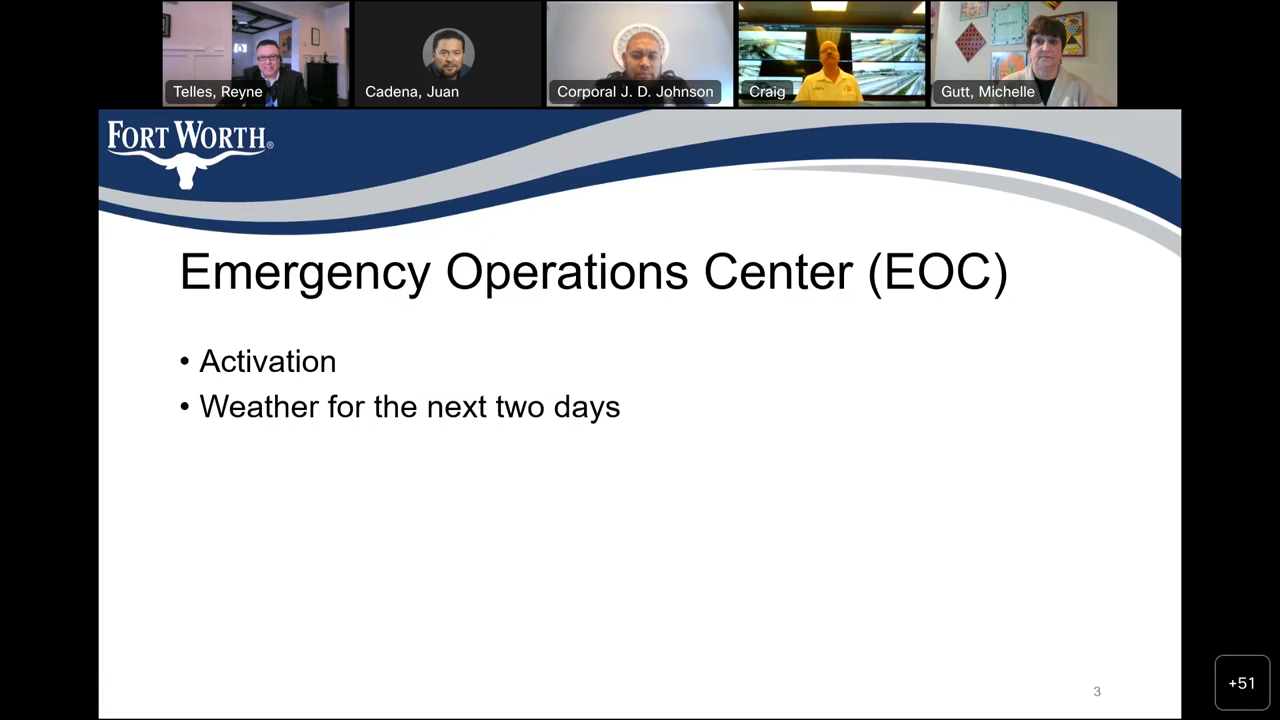 Telles, Reyne
Cadena, Juan
Corporal J. D. Johnson
Craig
Gutt, Michelle
FORT WORTH®
Emergency Operations Center (EOC)
• Activation
• Weather for the next two days
3
+51